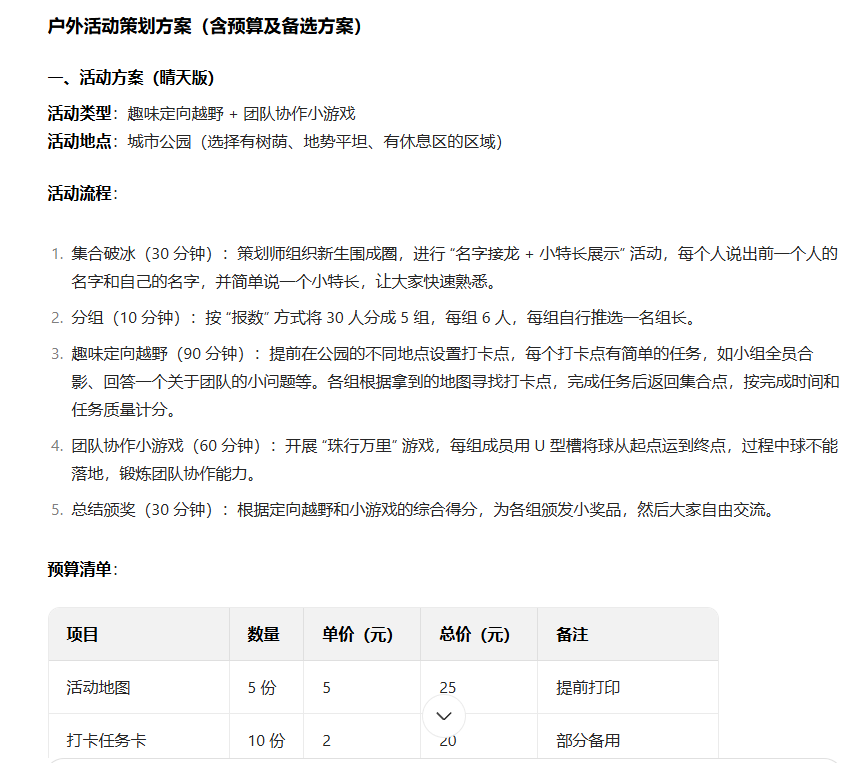 户外活动策划方案（含预算及备选方案）
一、活动方案（晴天版）
活动类型：趣味定向越野 + 团队协作小游戏
活动地点：城市公园（选择有树荫、地势平坦、有休息区的区域）
活动流程：
1. 集合破冰（30 分钟）：策划师组织新生围成圈，进行 “名字接龙 + 小特长展示” 活动，每个人说出前一个人的
名字和自己的名字，并简单说一个小特长，让大家快速熟悉。
2. 分组（10 分钟）：按 “报数” 方式将 30 人分成 5 组，每组 6 人，每组自行推选一名组长。
3. 趣味定向越野（90 分钟）：提前在公园的不同地点设置打卡点，每个打卡点有简单的任务，如小组全员合
影、回答一个关于团队的小问题等。各组根据拿到的地图寻找打卡点，完成任务后返回集合点，按完成时间和
任务质量计分。
4. 团队协作小游戏（60 分钟）：开展 “珠行万里” 游戏，每组成员用 U 型槽将球从起点运到终点，过程中球不能
落地，锻炼团队协作能力。
5. 总结颁奖（30 分钟）：根据定向越野和小游戏的综合得分，为各组颁发小奖品，然后大家自由交流。
预算清单：
项目 数量 单价（元） 总价（元） 备注
活动地图 5 份 5 25 提前打印
打卡任务卡 10 份 2 20 部分备用